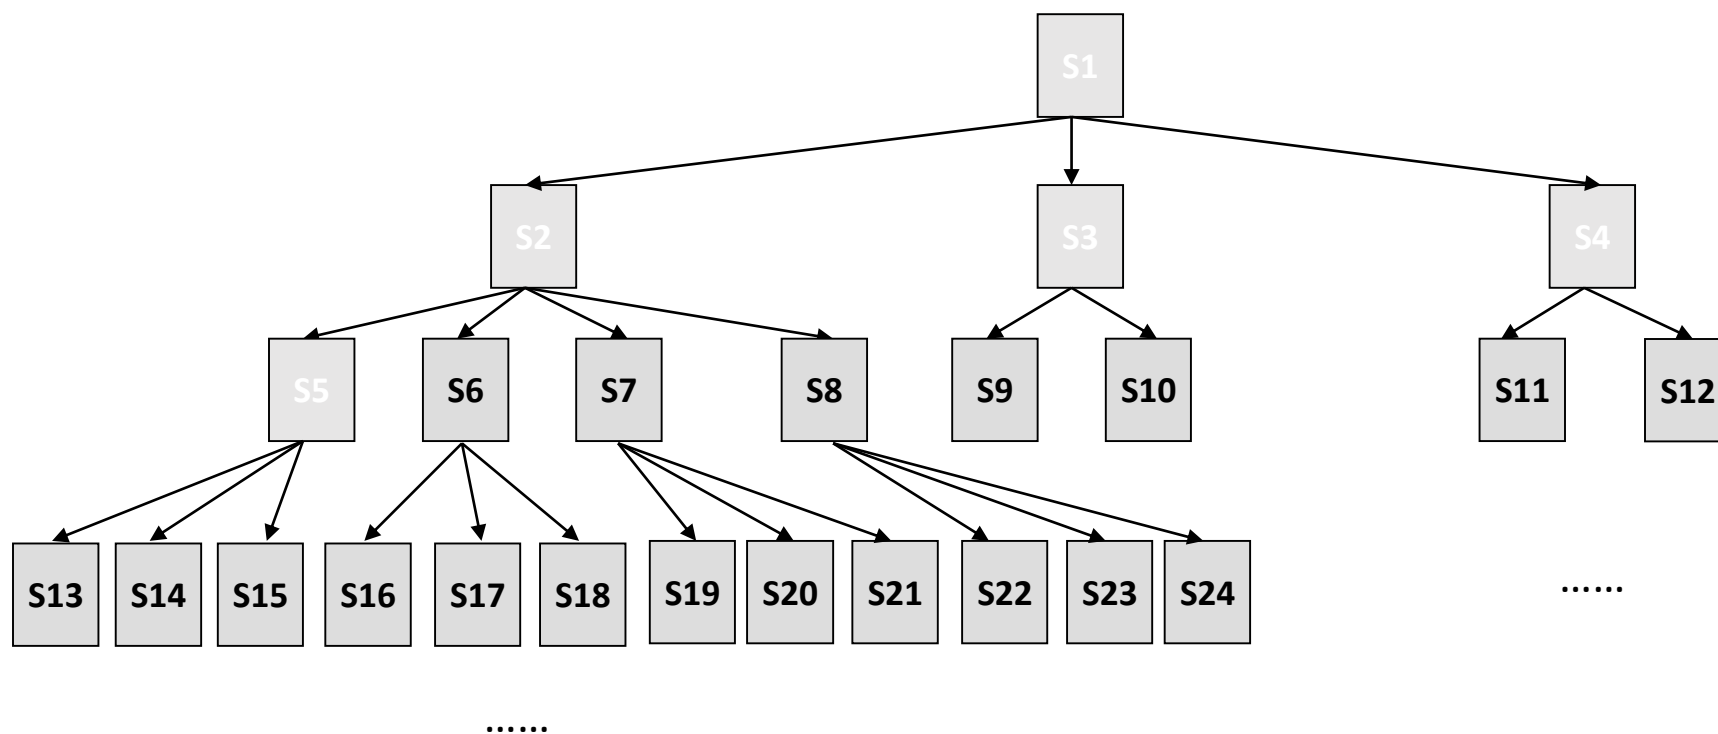 S1
S2 S3 S4
S5 S6 S7 S8 S9 S10 S11 S12
S13 S14 S15 S16 S17 S18 S19 S20 S21 S22 S23 S24 ......
......